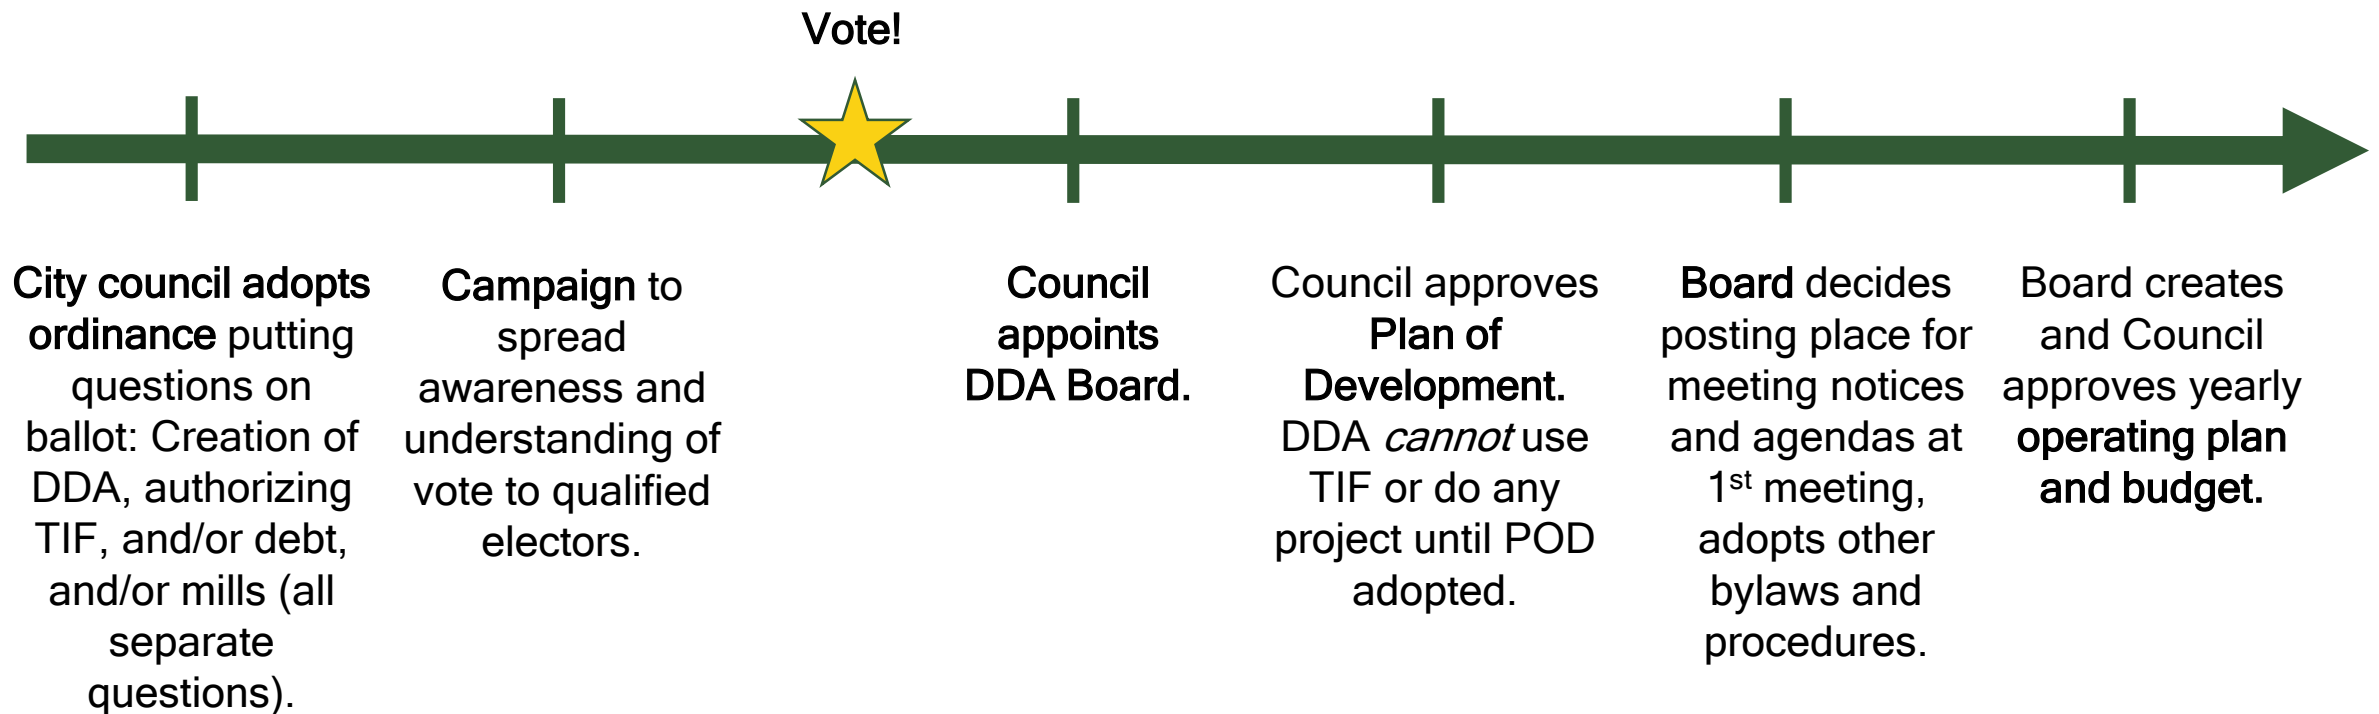 Vote!
City council adopts
ordinance putting
questions on
ballot: Creation of
DDA, authorizing
TIF, and/or debt,
and/or mills (all
separate
questions).
Campaign to
spread
awareness and
understanding of
vote to qualified
electors.
Council
appoints
DDA Board.
Council approves
Plan of
Development.
DDA cannot use
TIF or do any
project until POD
adopted.
Board decides
posting place for
meeting notices
and agendas at
1st meeting,
adopts other
bylaws and
procedures.
Board creates
and Council
approves yearly
operating plan
and budget.